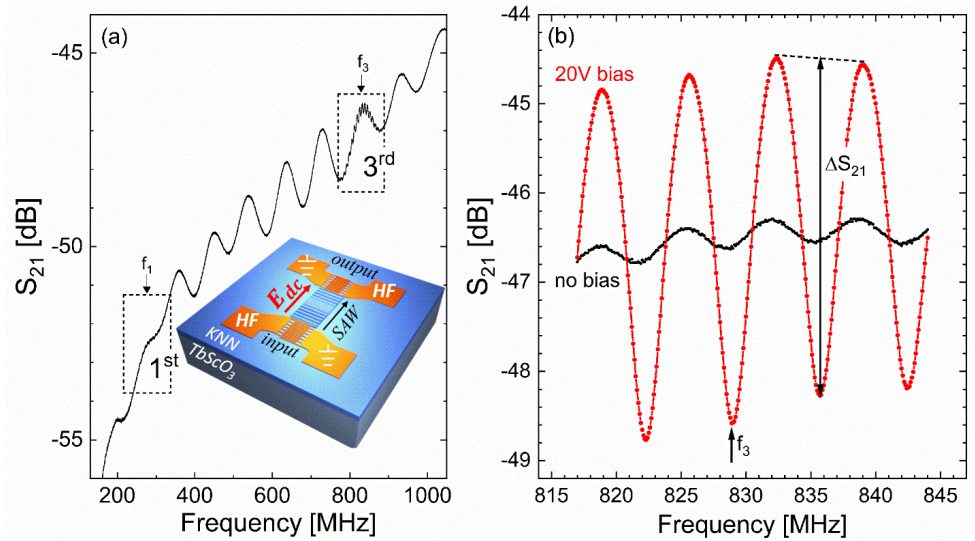 (a)
S21 [dB]
-45
-50
-55
f1
1st
f3
3rd
output
HF
Edc
SAW
HF
input
KNN
TbScO3
200 400 600 800 1000
Frequency [MHz]
(b)
S21 [dB]
-44
-45
-46
-47
-48
-49
20V bias
ΔS21
no bias
f3
815 820 825 830 835 840 845
Frequency [MHz]